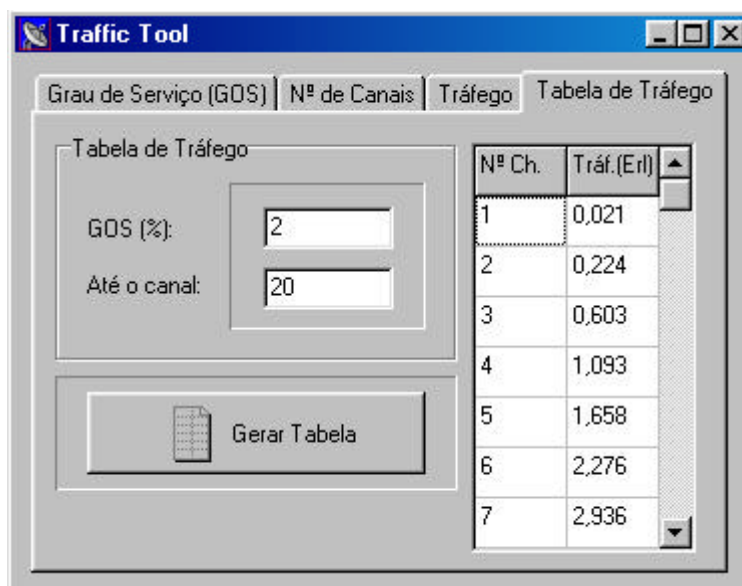 Traffic Tool
Grau de Serviço (GOS) Nº de Canais Tráfego Tabela de Tráfego
Tabela de Tráfego
GOS (%): 2
Até o canal: 20
Gerar Tabela
Nº Ch. Tráf.(Erl)
1 0,021
2 0,224
3 0,603
4 1,093
5 1,658
6 2,276
7 2,936